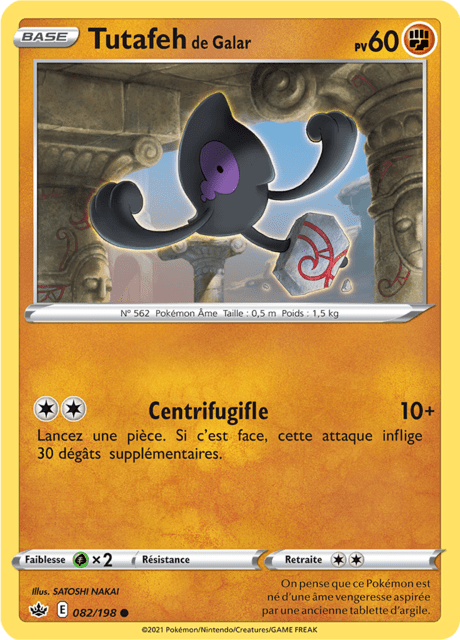 BASE Tutafeh de Galar PV60
N° 562 Pokémon Âme Taille : 0,5 m Poids : 1,5 kg
Centrifugifle 10+
Lancez une pièce. Si c'est face, cette attaque inflige
30 dégâts supplémentaires.
Faiblesse ×2 Résistance Retraite
Illus. SATOSHI NAKAI
E 082/198
On pense que ce Pokémon est
né d'une âme vengeresse aspirée
par une ancienne tablette d'argile.
©2021 Pokémon/Nintendo/Creatures/GAME FREAK